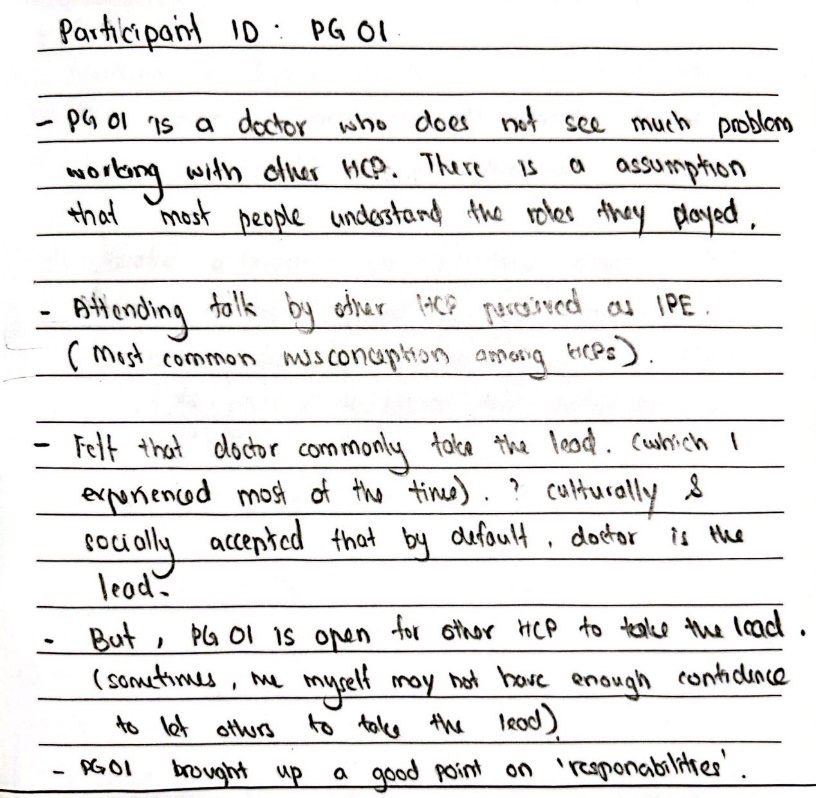 Participant ID : PG 01
- PG 01 is a doctor who does not see much problem
working with other HCP. There is a assumption
that most people understand the roles they played.
- Attending talk by other HCP perceived as IPE.
(Most common misconception among HCPs).
- Felt that doctor commonly take the lead. (which I
experienced most of the time). ? culturally &
socially accepted that by default, doctor is the
lead.
- But, PG 01 is open for other HCP to take the lead.
(sometimes, me myself may not have enough confidence
to let others to take the lead)
- PG01 brought up a good point on 'responabilities'.